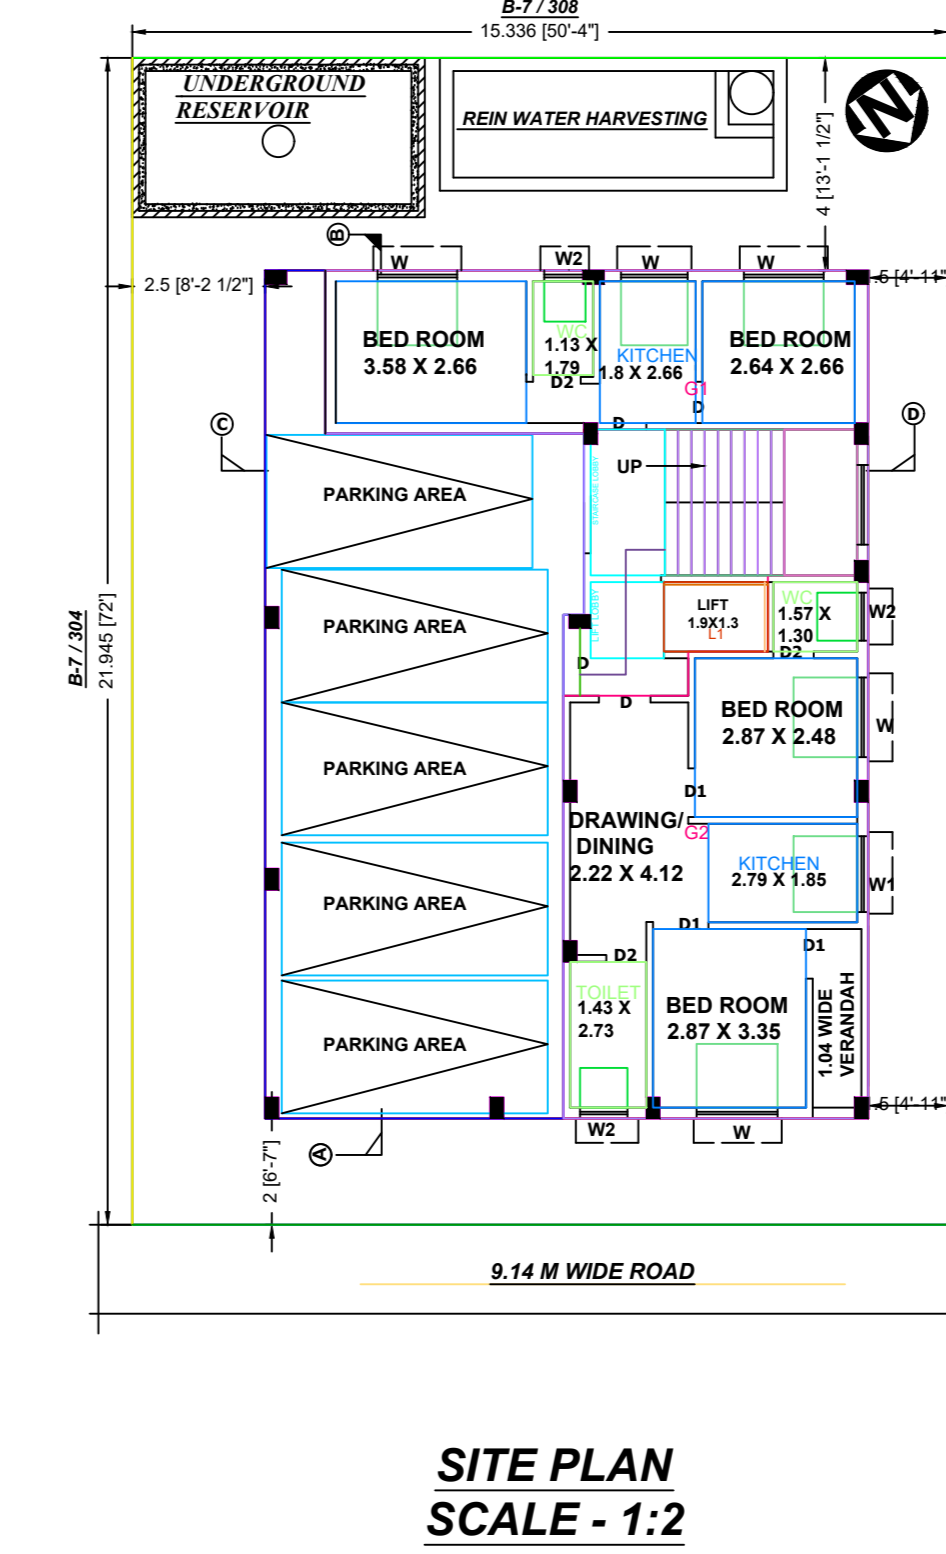 B-7 / 308
15.336 [50'-4"]
UNDERGROUND
RESERVOIR
REIN WATER HARVESTING
4 [13'-1 1/2"]
N
B
W
W2
W
W
2.5 [8'-2 1/2"]
.5 [4'-11"
BED ROOM
3.58 X 2.66
WC
1.13 X
1.79
D2
KITCHEN
1.8 X 2.66
G1
D
D
BED ROOM
2.64 X 2.66
C
D
PARKING AREA
STAIRCASE LOBBY
UP
B-7 / 304
21.945 [72']
PARKING AREA
LIFT LOBBY
LIFT
1.9X1.3
L1
WC
1.57 X
1.30
D2
W2
D
D
BED ROOM
2.87 X 2.48
W
PARKING AREA
D1
DRAWING/
DINING
2.22 X 4.12
G2
KITCHEN
2.79 X 1.85
W1
PARKING AREA
D1
D1
D2
TOILET
1.43 X
2.73
BED ROOM
2.87 X 3.35
1.04 WIDE
VERANDAH
PARKING AREA
.5 [4'-11"
W2
W
A
2 [6'-7"]
9.14 M WIDE ROAD
SITE PLAN
SCALE - 1:2